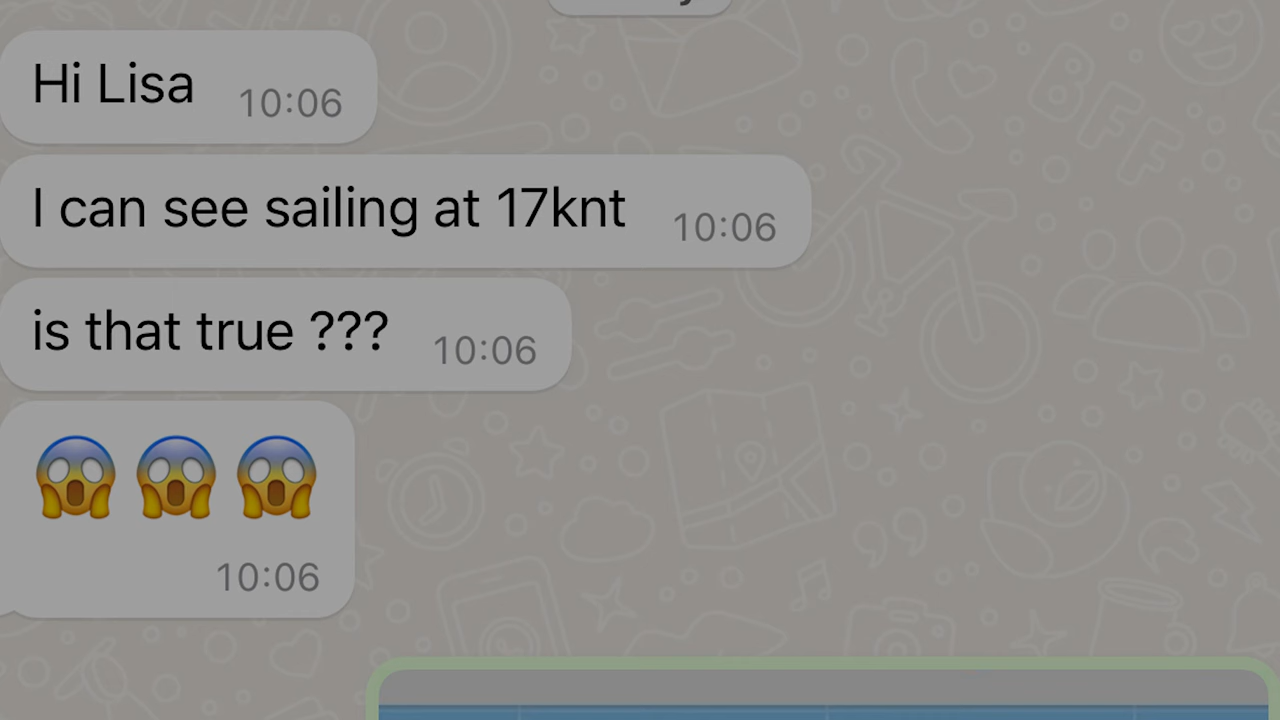 Hi Lisa 10:06
I can see sailing at 17knt 10:06
is that true ??? 10:06
😱😱😱
10:06